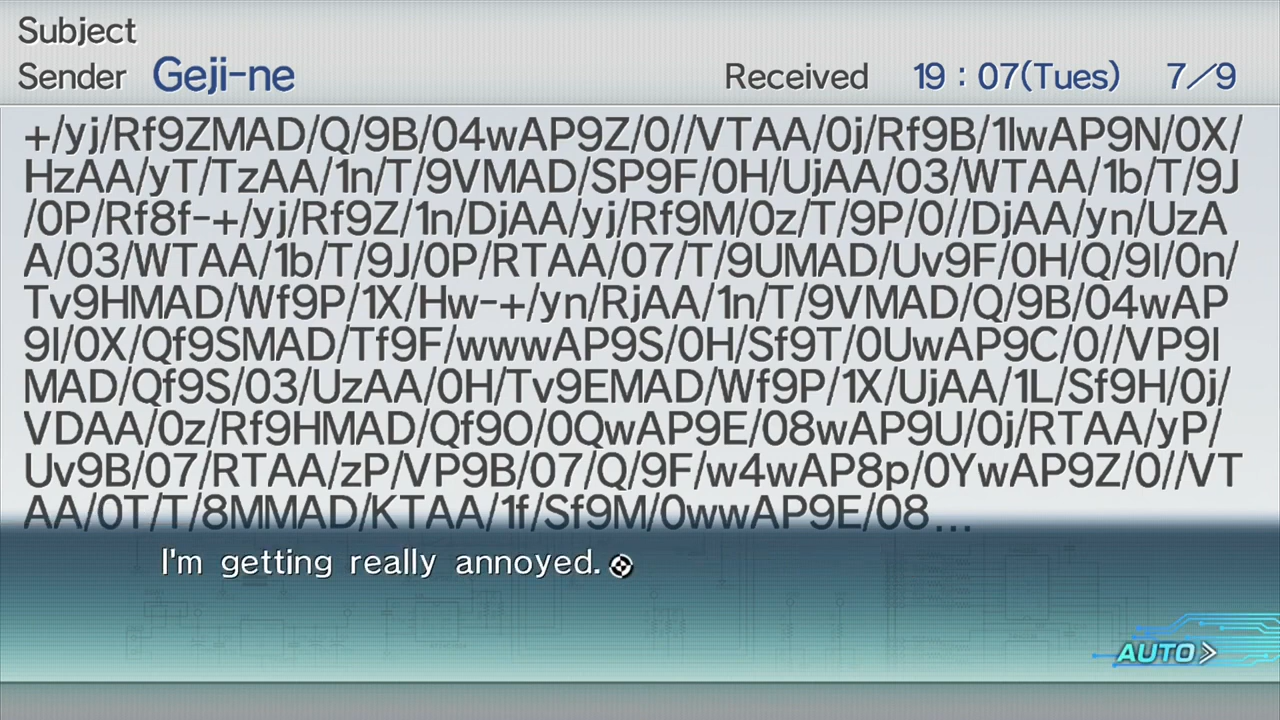 Subject
Sender Geji-ne Received 19：07(Tues) 7／9
+/yj/Rf9ZMAD/Q/9B/04wAP9Z/0//VTAA/0j/Rf9B/1IwAP9N/0X/
HzAA/yT/TzAA/1n/T/9VMAD/SP9F/0H/UjAA/03/WTAA/1b/T/9J
/0P/Rf8f-+/yj/Rf9Z/1n/DjAA/yj/Rf9M/0z/T/9P/0//DjAA/yn/UzA
A/03/WTAA/1b/T/9J/0P/RTAA/07/T/9UMAD/Uv9F/0H/Q/9I/0n/
Tv9HMAD/Wf9P/1X/Hw-+/yn/RjAA/1n/T/9VMAD/Q/9B/04wAP
9I/0X/Qf9SMAD/Tf9F/wwwAP9S/0H/Sf9T/0UwAP9C/0//VP9I
MAD/Qf9S/03/UzAA/0H/Tv9EMAD/Wf9P/1X/UjAA/1L/Sf9H/0j/
VDAA/0z/Rf9HMAD/Qf9O/0QwAP9E/08wAP9U/0j/RTAA/yP/
Uv9B/07/RTAA/zP/VP9B/07/Q/9F/w4wAP8p/0YwAP9Z/0//VT
AA/0T/T/8MMAD/KTAA/1f/Sf9M/0wwAP9E/08...
I'm getting really annoyed.
AUTO